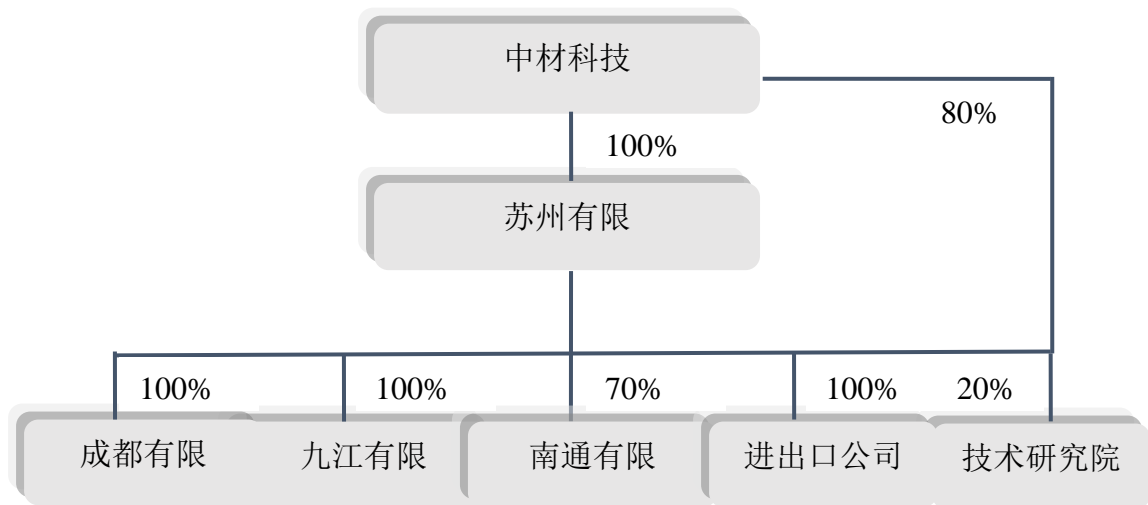 中材科技
80%
100%
苏州有限
100%
100%
70%
100%
20%
成都有限
九江有限
南通有限
进出口公司
技术研究院